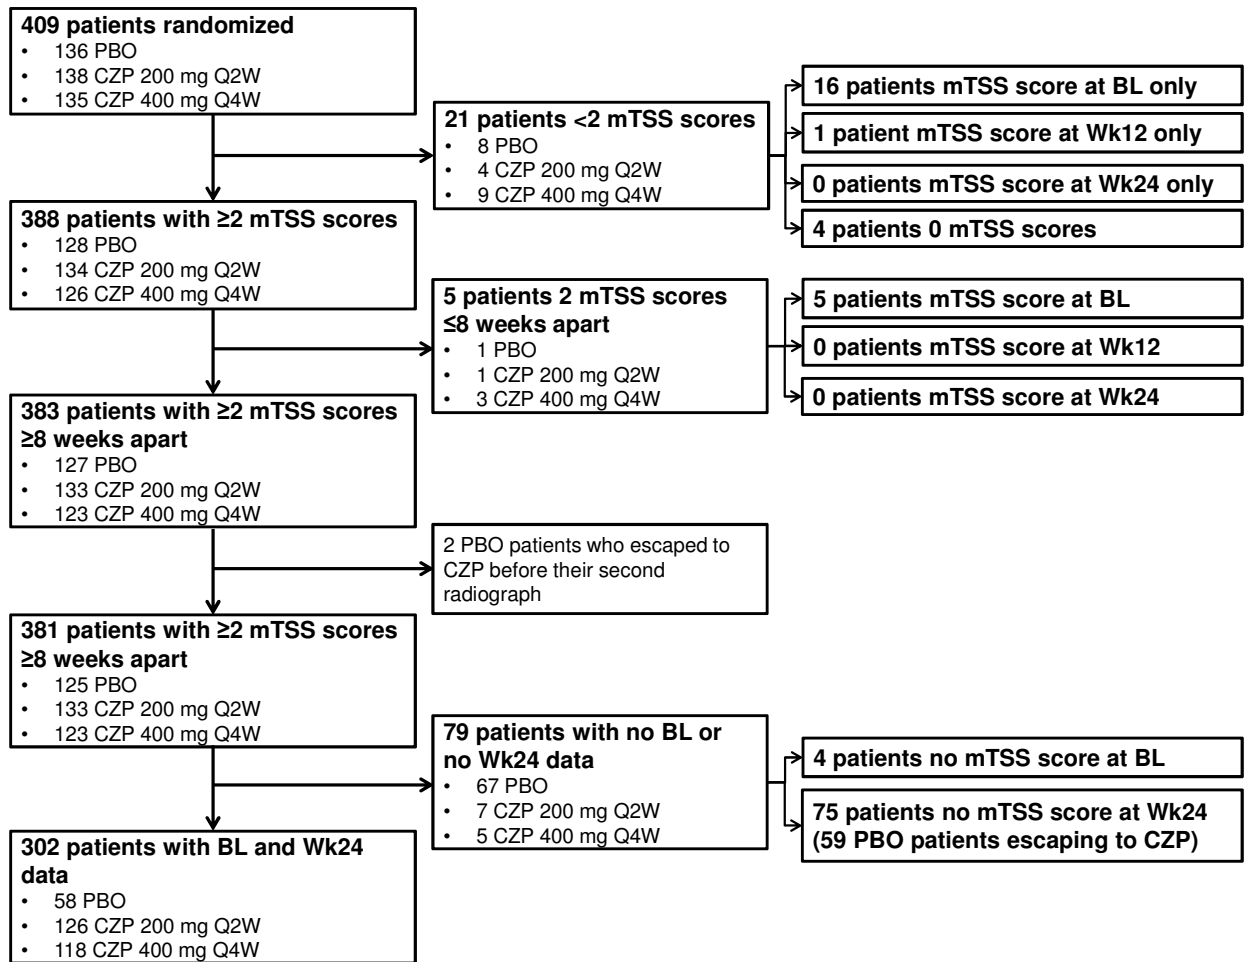 409 patients randomized
• 136 PBO
• 138 CZP 200 mg Q2W
• 135 CZP 400 mg Q4W
21 patients <2 mTSS scores
• 8 PBO
• 4 CZP 200 mg Q2W
• 9 CZP 400 mg Q4W
16 patients mTSS score at BL only
1 patient mTSS score at Wk12 only
0 patients mTSS score at Wk24 only
4 patients 0 mTSS scores
388 patients with ≥2 mTSS scores
• 128 PBO
• 134 CZP 200 mg Q2W
• 126 CZP 400 mg Q4W
5 patients 2 mTSS scores
≤8 weeks apart
• 1 PBO
• 1 CZP 200 mg Q2W
• 3 CZP 400 mg Q4W
5 patients mTSS score at BL
0 patients mTSS score at Wk12
0 patients mTSS score at Wk24
383 patients with ≥2 mTSS scores
≥8 weeks apart
• 127 PBO
• 133 CZP 200 mg Q2W
• 123 CZP 400 mg Q4W
2 PBO patients who escaped to
CZP before their second
radiograph
381 patients with ≥2 mTSS scores
≥8 weeks apart
• 125 PBO
• 133 CZP 200 mg Q2W
• 123 CZP 400 mg Q4W
79 patients with no BL or
no Wk24 data
• 67 PBO
• 7 CZP 200 mg Q2W
• 5 CZP 400 mg Q4W
4 patients no mTSS score at BL
75 patients no mTSS score at Wk24
(59 PBO patients escaping to CZP)
302 patients with BL and Wk24
data
• 58 PBO
• 126 CZP 200 mg Q2W
• 118 CZP 400 mg Q4W